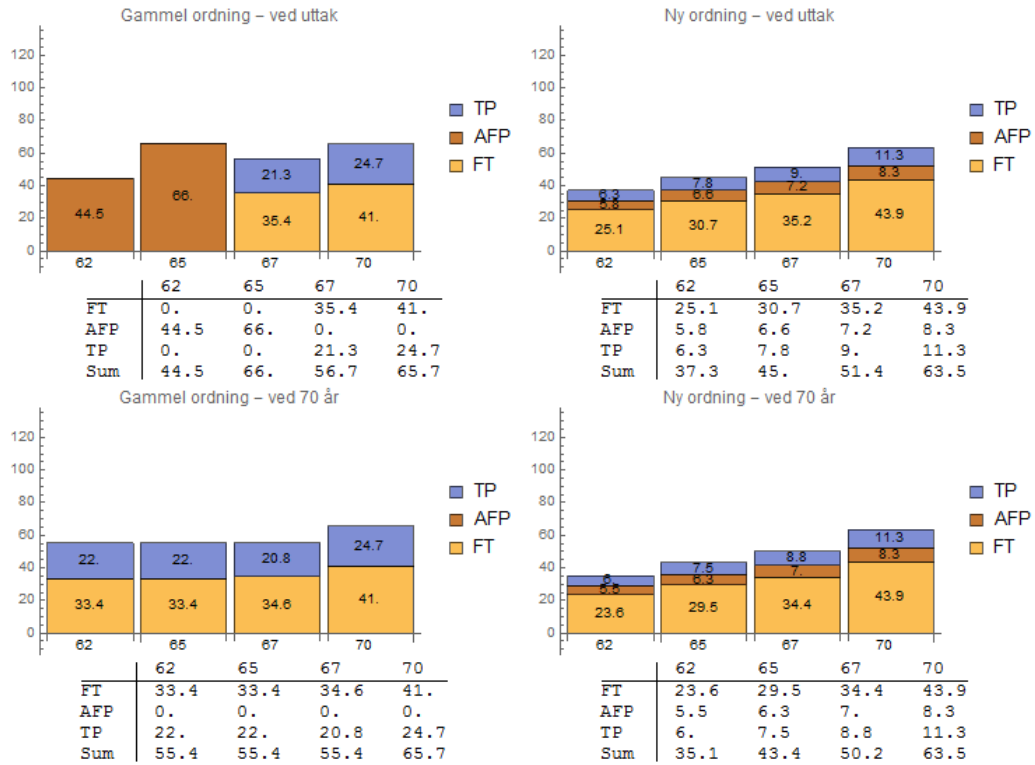 Gammel ordning – ved uttak
120
100
80
60
40
20
0
44.5
66.
21.3
35.4
24.7
41.
62 65 67 70
TP
AFP
FT
62 65 67 70
FT 0. 0. 35.4 41.
AFP 44.5 66. 0. 0.
TP 0. 0. 21.3 24.7
Sum 44.5 66. 56.7 65.7
Ny ordning – ved uttak
120
100
80
60
40
20
0
6.3
5.8
25.1
7.8
6.6
30.7
9.
7.2
35.2
11.3
8.3
43.9
62 65 67 70
TP
AFP
FT
62 65 67 70
FT 25.1 30.7 35.2 43.9
AFP 5.8 6.6 7.2 8.3
TP 6.3 7.8 9. 11.3
Sum 37.3 45. 51.4 63.5
Gammel ordning – ved 70 år
120
100
80
60
40
20
0
22.
33.4
22.
33.4
20.8
34.6
24.7
41.
62 65 67 70
TP
AFP
FT
62 65 67 70
FT 33.4 33.4 34.6 41.
AFP 0. 0. 0. 0.
TP 22. 22. 20.8 24.7
Sum 55.4 55.4 55.4 65.7
Ny ordning – ved 70 år
120
100
80
60
40
20
0
6.
5.5
23.6
7.5
6.3
29.5
8.8
7.
34.4
11.3
8.3
43.9
62 65 67 70
TP
AFP
FT
62 65 67 70
FT 23.6 29.5 34.4 43.9
AFP 5.5 6.3 7. 8.3
TP 6. 7.5 8.8 11.3
Sum 35.1 43.4 50.2 63.5